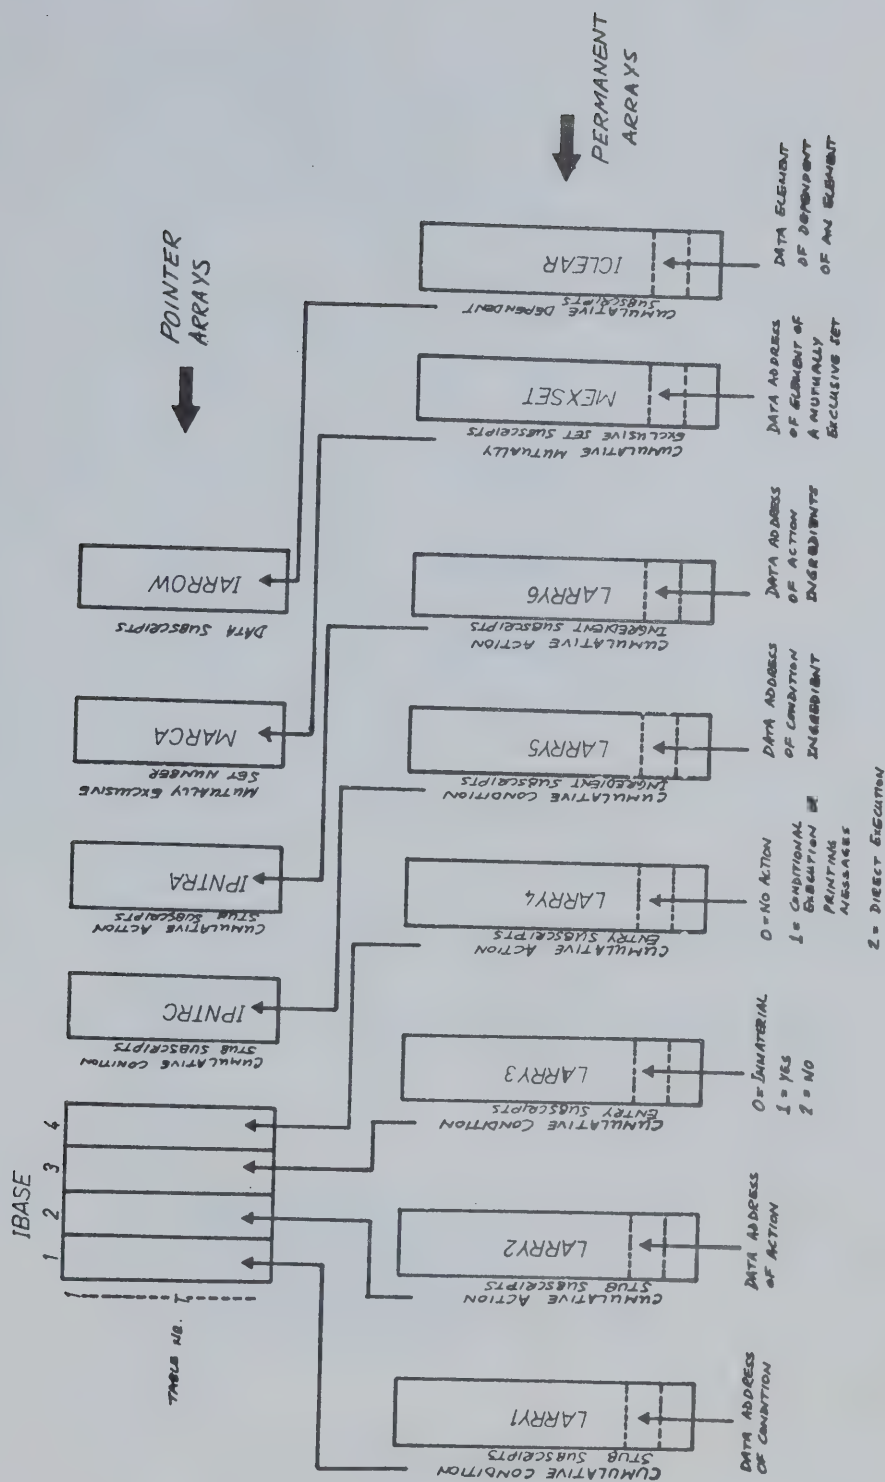 IBASE
1 2 3 4
TABLE NO.
1
T
CUMULATIVE CONDITION
STUB SUBSCRIPTS
IPNTRC
CUMULATIVE ACTION
STUB SUBSCRIPTS
IPNTRA
MUTUALLY EXCLUSIVE
SET NUMBER
MARCA
DATA SUBSCRIPTS
IARROW
POINTER
ARRAYS
CUMULATIVE CONDITION
STUB SUBSCRIPTS
LARRY1
CUMULATIVE ACTION
STUB SUBSCRIPTS
LARRY2
CUMULATIVE CONDITION
ENTRY SUBSCRIPTS
LARRY3
CUMULATIVE ACTION
ENTRY SUBSCRIPTS
LARRY4
CUMULATIVE CONDITION
INGREDIENT SUBSCRIPTS
LARRY5
CUMULATIVE ACTION
INGREDIENT SUBSCRIPTS
LARRY6
CUMULATIVE MUTUALLY
EXCLUSIVE SET SUBSCRIPTS
MEXSET
CUMULATIVE DEPENDENT
SUBSCRIPTS
ICLEAR
PERMANENT
ARRAYS
DATA ADDRESS
OF CONDITION
DATA ADDRESS
OF ACTION
0 = IMMATERIAL
1 = YES
2 = NO
0 = NO ACTION
1 = CONDITIONAL
EXECUTION
PRINTING
MESSAGES
2 = DIRECT EXECUTION
DATA ADDRESS
OF CONDITION
INGREDIENT
DATA ADDRESS
OF ACTION
INGREDIENTS
DATA ADDRESS
OF ELEMENT OF
A MUTUALLY
EXCLUSIVE SET
DATA ELEMENT
OF DEPENDENT
OF AN ELEMENT